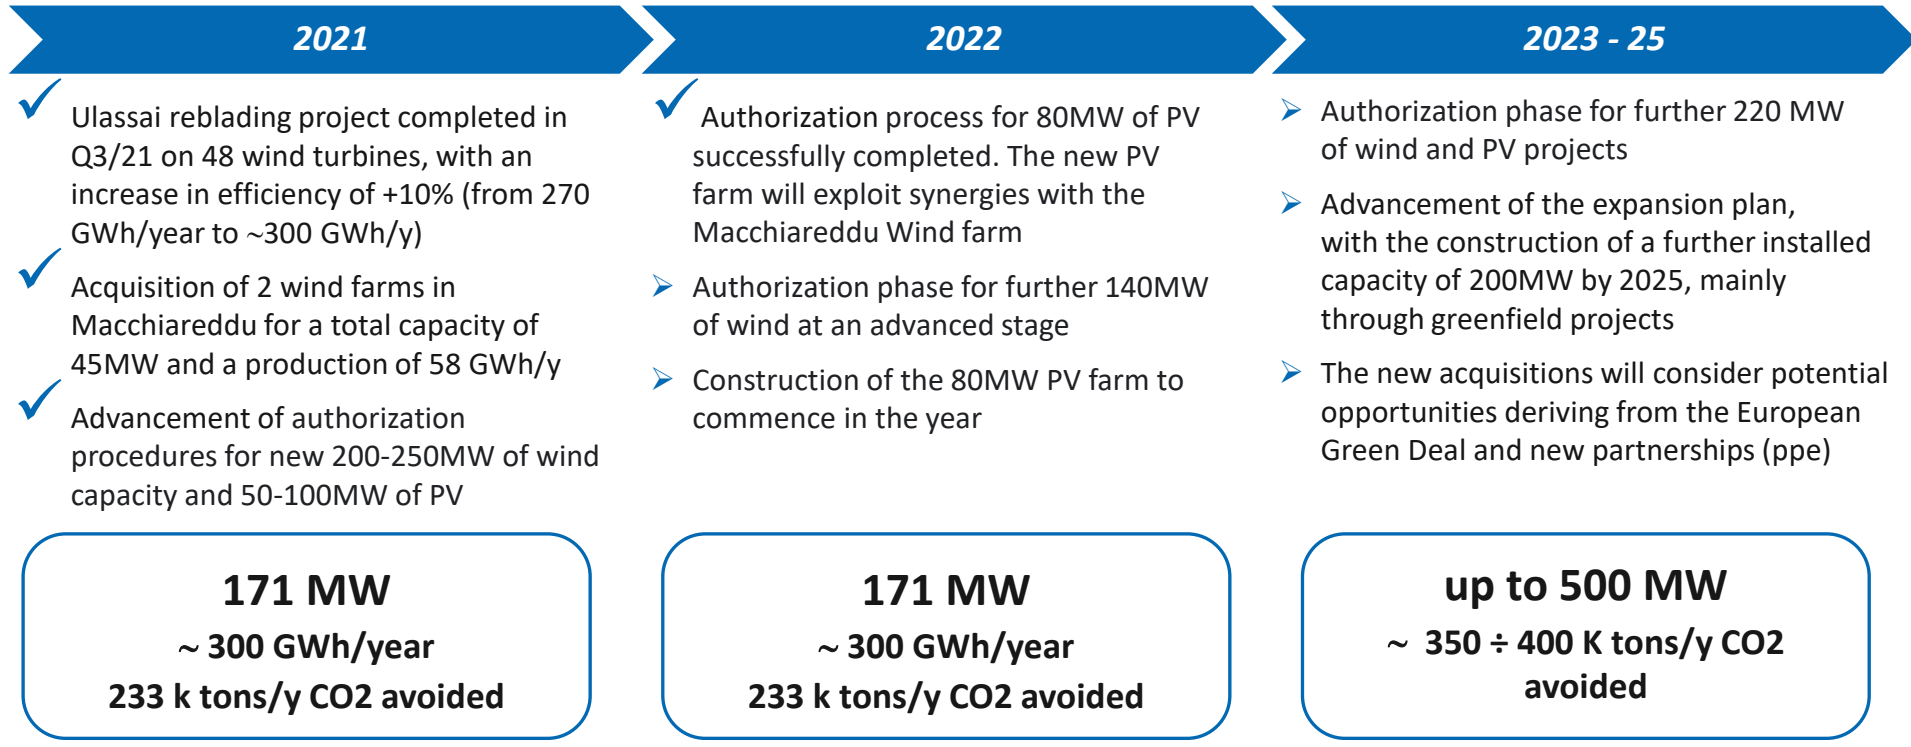 2021
Ulassai reblading project completed in
Q3/21 on 48 wind turbines, with an
increase in efficiency of +10% (from 270
GWh/year to ~300 GWh/y)
Acquisition of 2 wind farms in
Macchiareddu for a total capacity of
45MW and a production of 58 GWh/y
Advancement of authorization
procedures for new 200-250MW of wind
capacity and 50-100MW of PV
171 MW
~ 300 GWh/year
233 k tons/y CO2 avoided
2022
Authorization process for 80MW of PV
successfully completed. The new PV
farm will exploit synergies with the
Macchiareddu Wind farm
Authorization phase for further 140MW
of wind at an advanced stage
Construction of the 80MW PV farm to
commence in the year
171 MW
~ 300 GWh/year
233 k tons/y CO2 avoided
2023 - 25
Authorization phase for further 220 MW
of wind and PV projects
Advancement of the expansion plan,
with the construction of a further installed
capacity of 200MW by 2025, mainly
through greenfield projects
The new acquisitions will consider potential
opportunities deriving from the European
Green Deal and new partnerships (ppe)
up to 500 MW
~ 350 ÷ 400 K tons/y CO2
avoided